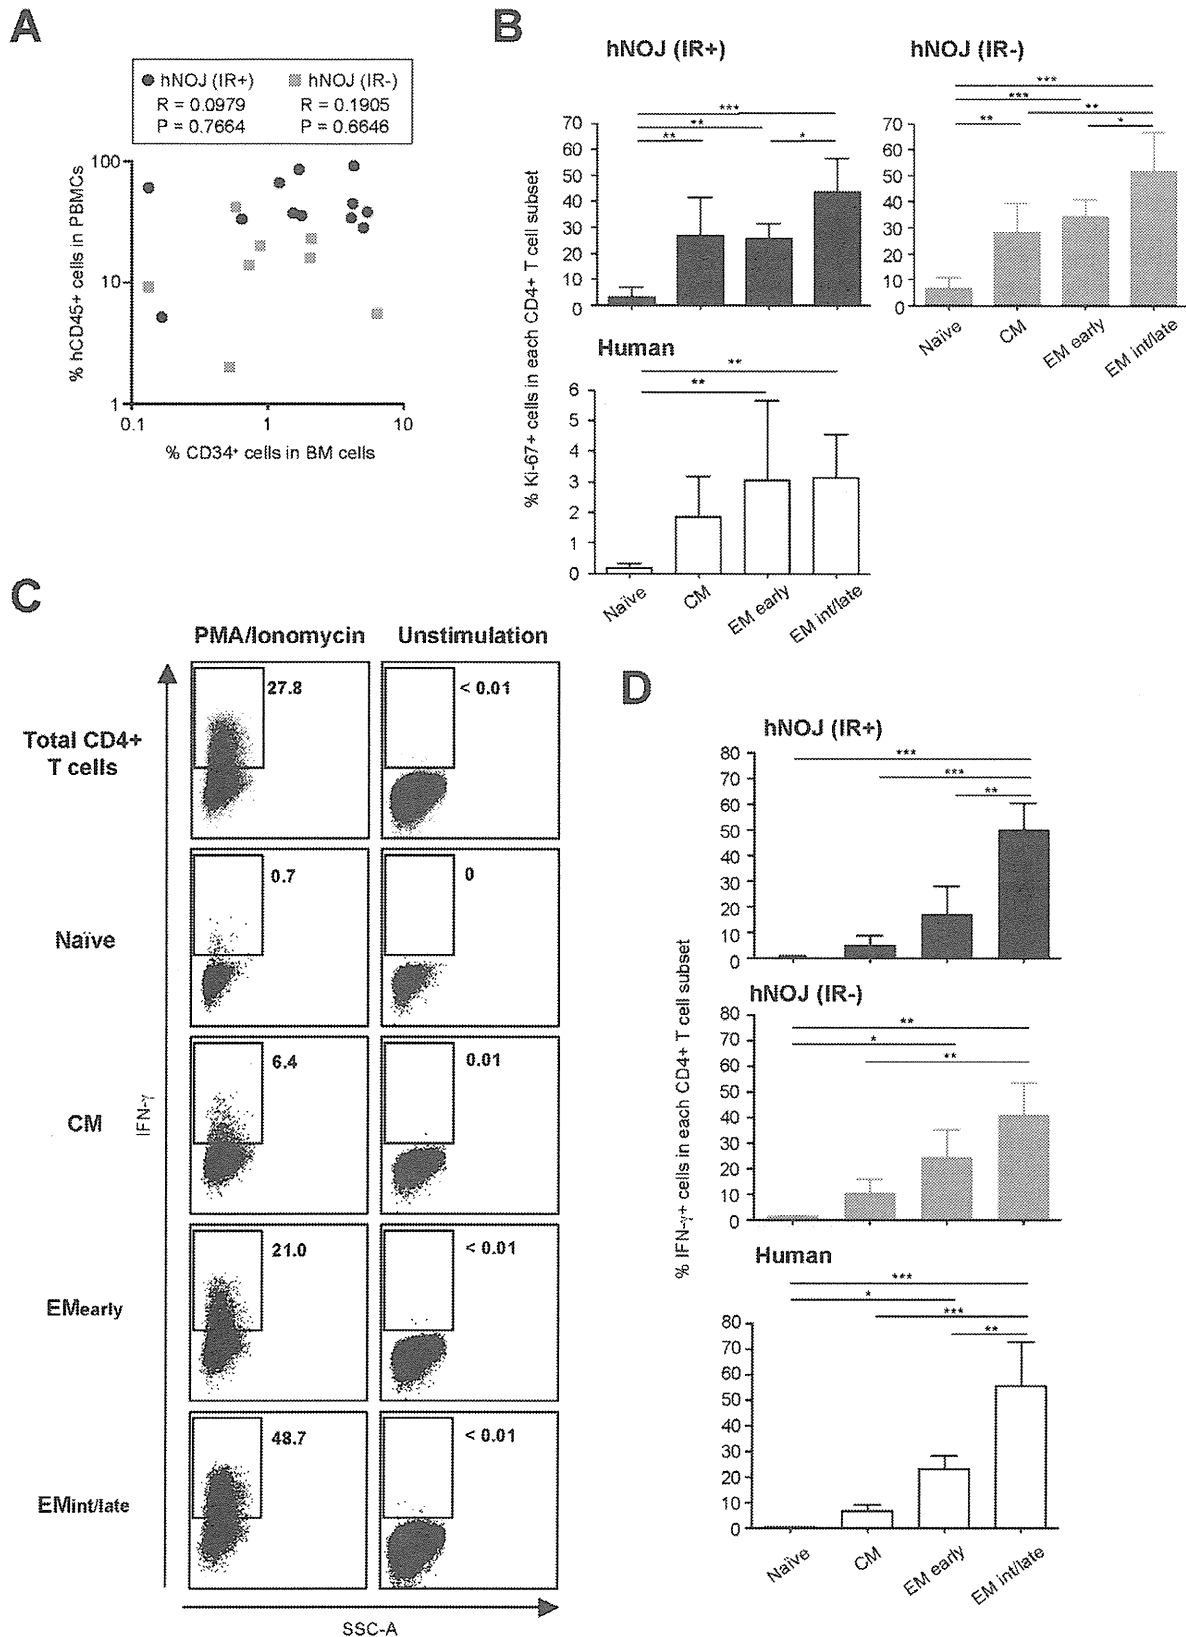 A
hNOJ (IR+) hNOJ (IR-)
R = 0.0979 R = 0.1905
P = 0.7664 P = 0.6646
% hCD45+ cells in PBMCs
100
10
1
0.1 1 10
% CD34+ cells in BM cells
B
hNOJ (IR+)
hNOJ (IR-)
% Ki-67+ cells in each CD4+ T cell subset
***
**
**
*
70
60
50
40
30
20
10
0
***
***
**
**
*
70
60
50
40
30
20
10
0
Naïve CM EM early EM int/late
Human
**
**
6
5
4
3
2
1
0
Naïve CM EM early EM int/late
C
PMA/Ionomycin Unstimulation
Total CD4+
T cells
27.8 < 0.01
Naïve
0.7 0
CM
6.4 0.01
EMearly
21.0 < 0.01
EMint/late
48.7 < 0.01
IFN-γ
SSC-A
D
% IFN-γ+ cells in each CD4+ T cell subset
hNOJ (IR+)
***
***
**
80
70
60
50
40
30
20
10
0
hNOJ (IR-)
**
*
**
80
70
60
50
40
30
20
10
0
Human
***
*
***
**
80
70
60
50
40
30
20
10
0
Naïve CM EM early EM int/late